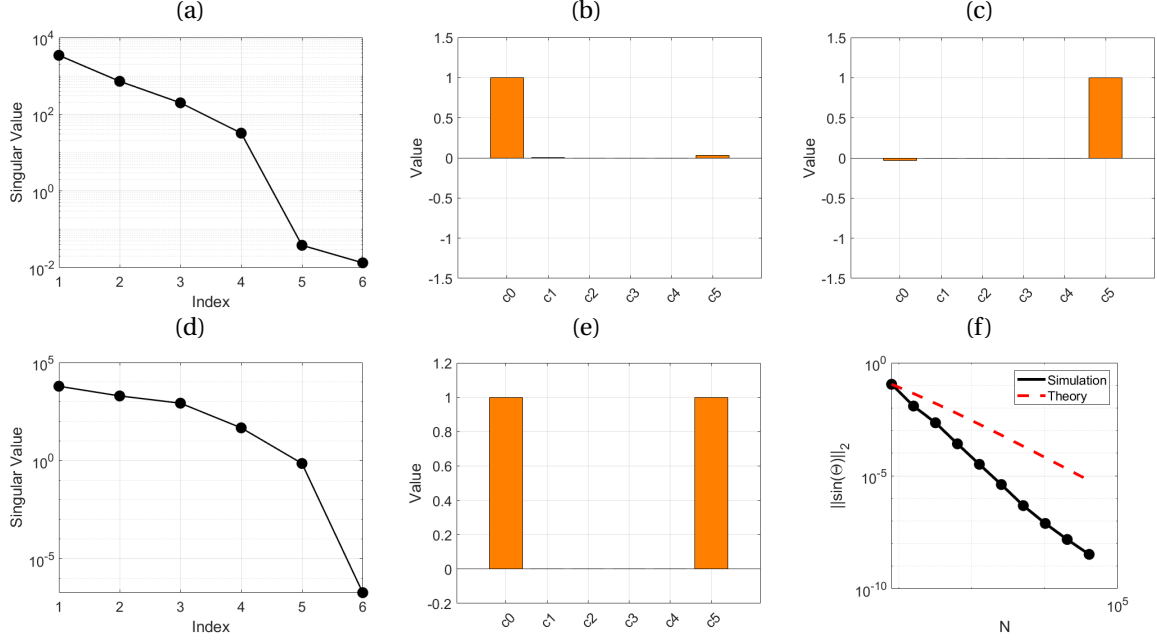 (a)
10^4
10^2
10^0
10^-2
Singular Value
1 2 3 4 5 6
Index
(b)
1.5
1
0.5
0
-0.5
-1
-1.5
Value
c0 c1 c2 c3 c4 c5
(c)
1.5
1
0.5
0
-0.5
-1
-1.5
Value
c0 c1 c2 c3 c4 c5
(d)
10^5
10^0
10^-5
Singular Value
1 2 3 4 5 6
Index
(e)
1.2
1
0.8
0.6
0.4
0.2
0
-0.2
Value
c0 c1 c2 c3 c4 c5
(f)
10^0
10^-5
10^-10
||sin(Θ)||_2
Simulation
Theory
10^5
N